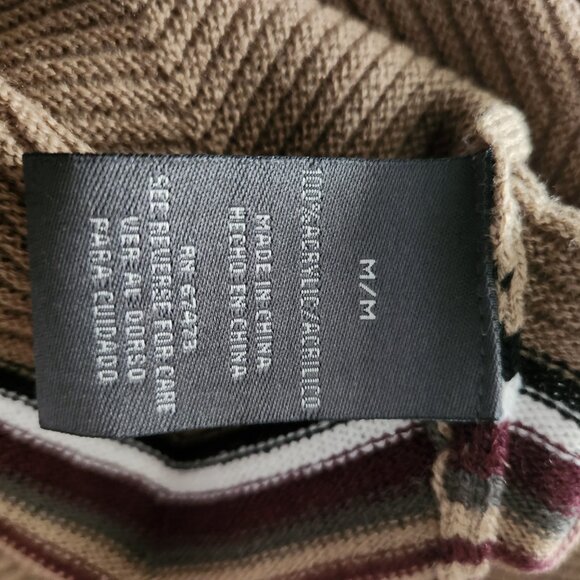 M/M
100% ACRYLIC/ACRILICO
MADE IN CHINA
HECHO EN CHINA
RN 67473
SEE REVERSE FOR CARE
VER AL DORSO
PARA CUIDADO